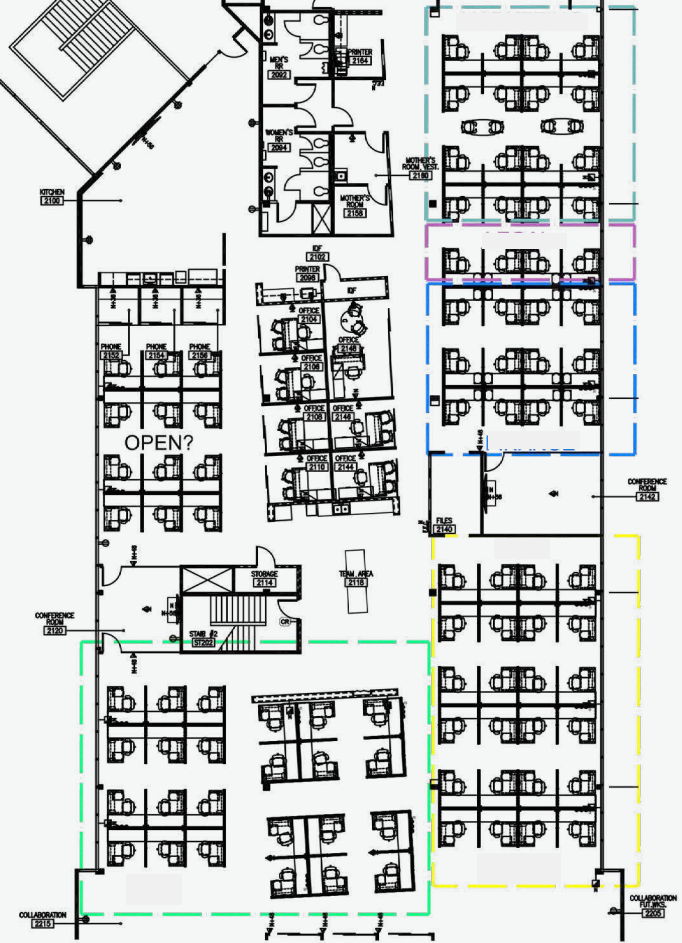 MEN'S
RR
2092
PRINTER
2164
WOMEN'S
RR
2094
MOTHER'S
ROOM VEST.
2180
KITCHEN
2100
MOTHER'S
ROOM
2158
IDF
2102
PRINTER
2098
IDF
OFFICE
2104
OFFICE
2148
PHONE
2152
PHONE
2154
PHONE
2156
OFFICE
2106
OFFICE
2108
OFFICE
2146
OPEN?
OFFICE
2110
OFFICE
2144
CONFERENCE
ROOM
2142
FILES
2140
STORAGE
2114
TEAM AREA
2118
CONFERENCE
ROOM
2120
STAIR #2
ST202
CR
COLLABORATION
2215
COLLABORATION
FUT.WKS.
2205